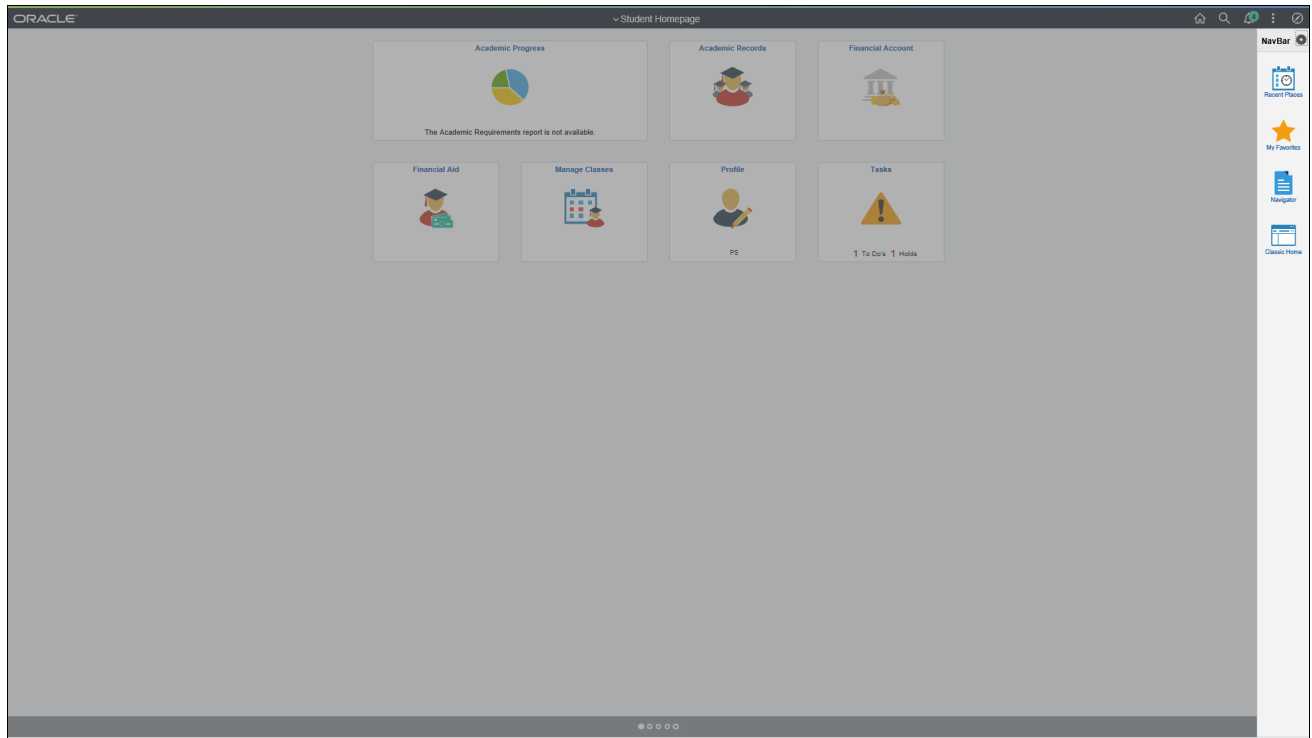 ORACLE
Student Homepage
4
NavBar
Academic Progress
Academic Records
Financial Account
The Academic Requirements report is not available.
Financial Aid
Manage Classes
Profile
Tasks
PS
1 To Do's 1 Holds
Recent Places
My Favorites
Navigator
Classic Home